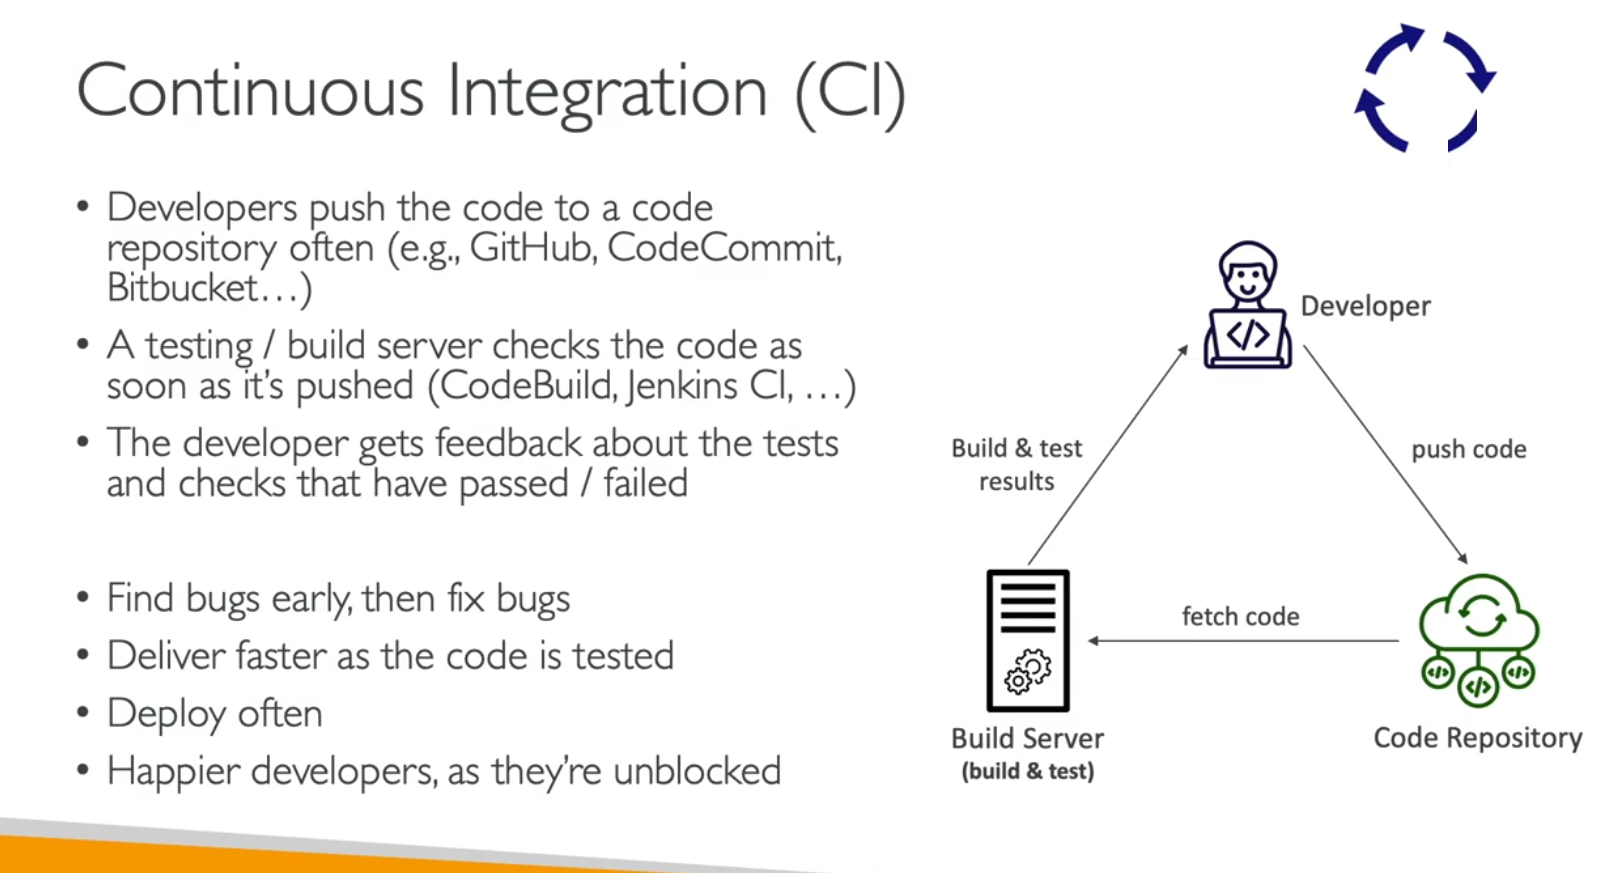 Continuous Integration (CI)
• Developers push the code to a code
repository often (e.g., GitHub, CodeCommit,
Bitbucket…)
• A testing / build server checks the code as
soon as it’s pushed (CodeBuild, Jenkins CI, …)
• The developer gets feedback about the tests
and checks that have passed / failed
• Find bugs early, then fix bugs
• Deliver faster as the code is tested
• Deploy often
• Happier developers, as they’re unblocked
</>
Developer
Build & test
results
push code
fetch code
</>
</>
</>
Build Server
(build & test)
Code Repository